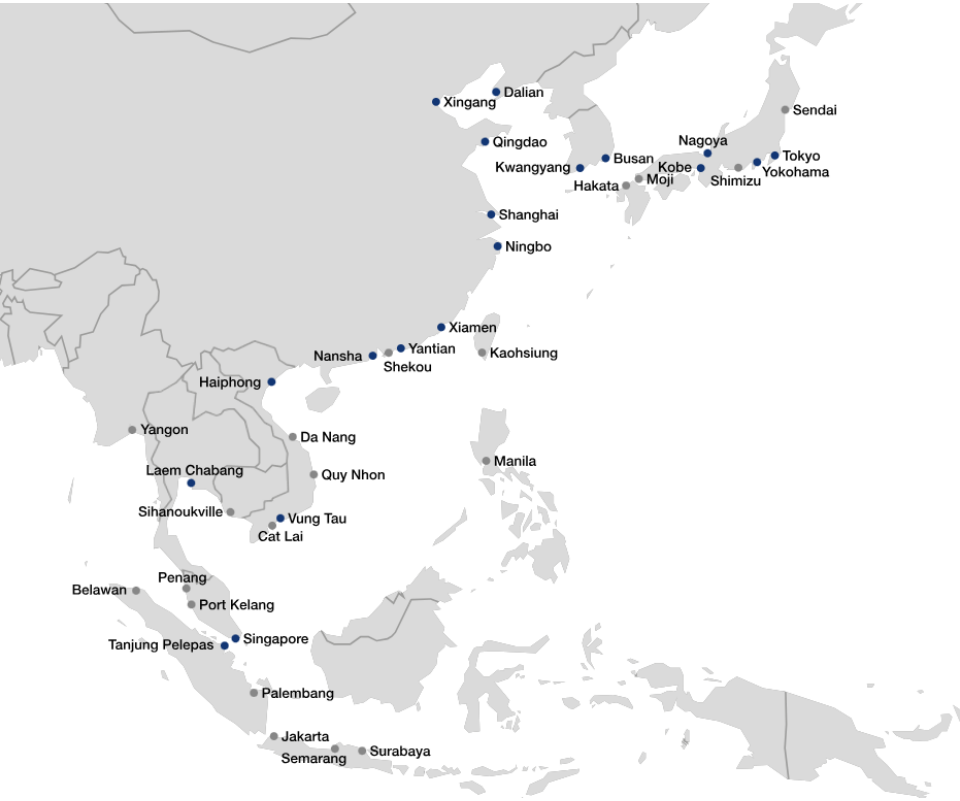 Dalian
Xingang
Sendai
Qingdao
Nagoya
Busan
Tokyo
Kwangyang
Kobe
Yokohama
Moji
Shimizu
Hakata
Shanghai
Ningbo
Xiamen
Yantian
Nansha
Kaohsiung
Shekou
Haiphong
Yangon
Da Nang
Manila
Laem Chabang
Quy Nhon
Sihanoukville
Vung Tau
Cat Lai
Penang
Belawan
Port Kelang
Singapore
Tanjung Pelepas
Palembang
Jakarta
Surabaya
Semarang